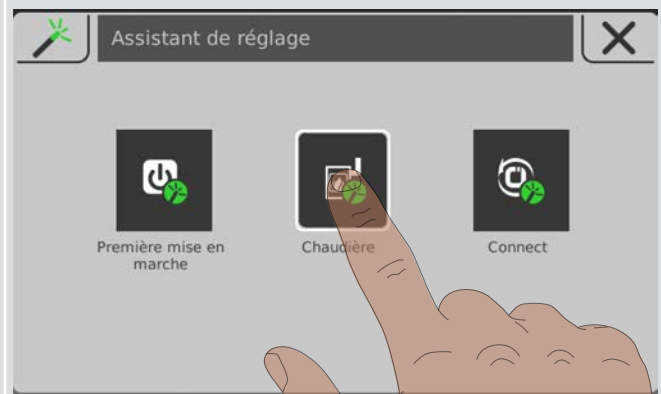 Assistant de réglage
Première mise en
marche
Chaudière
Connect